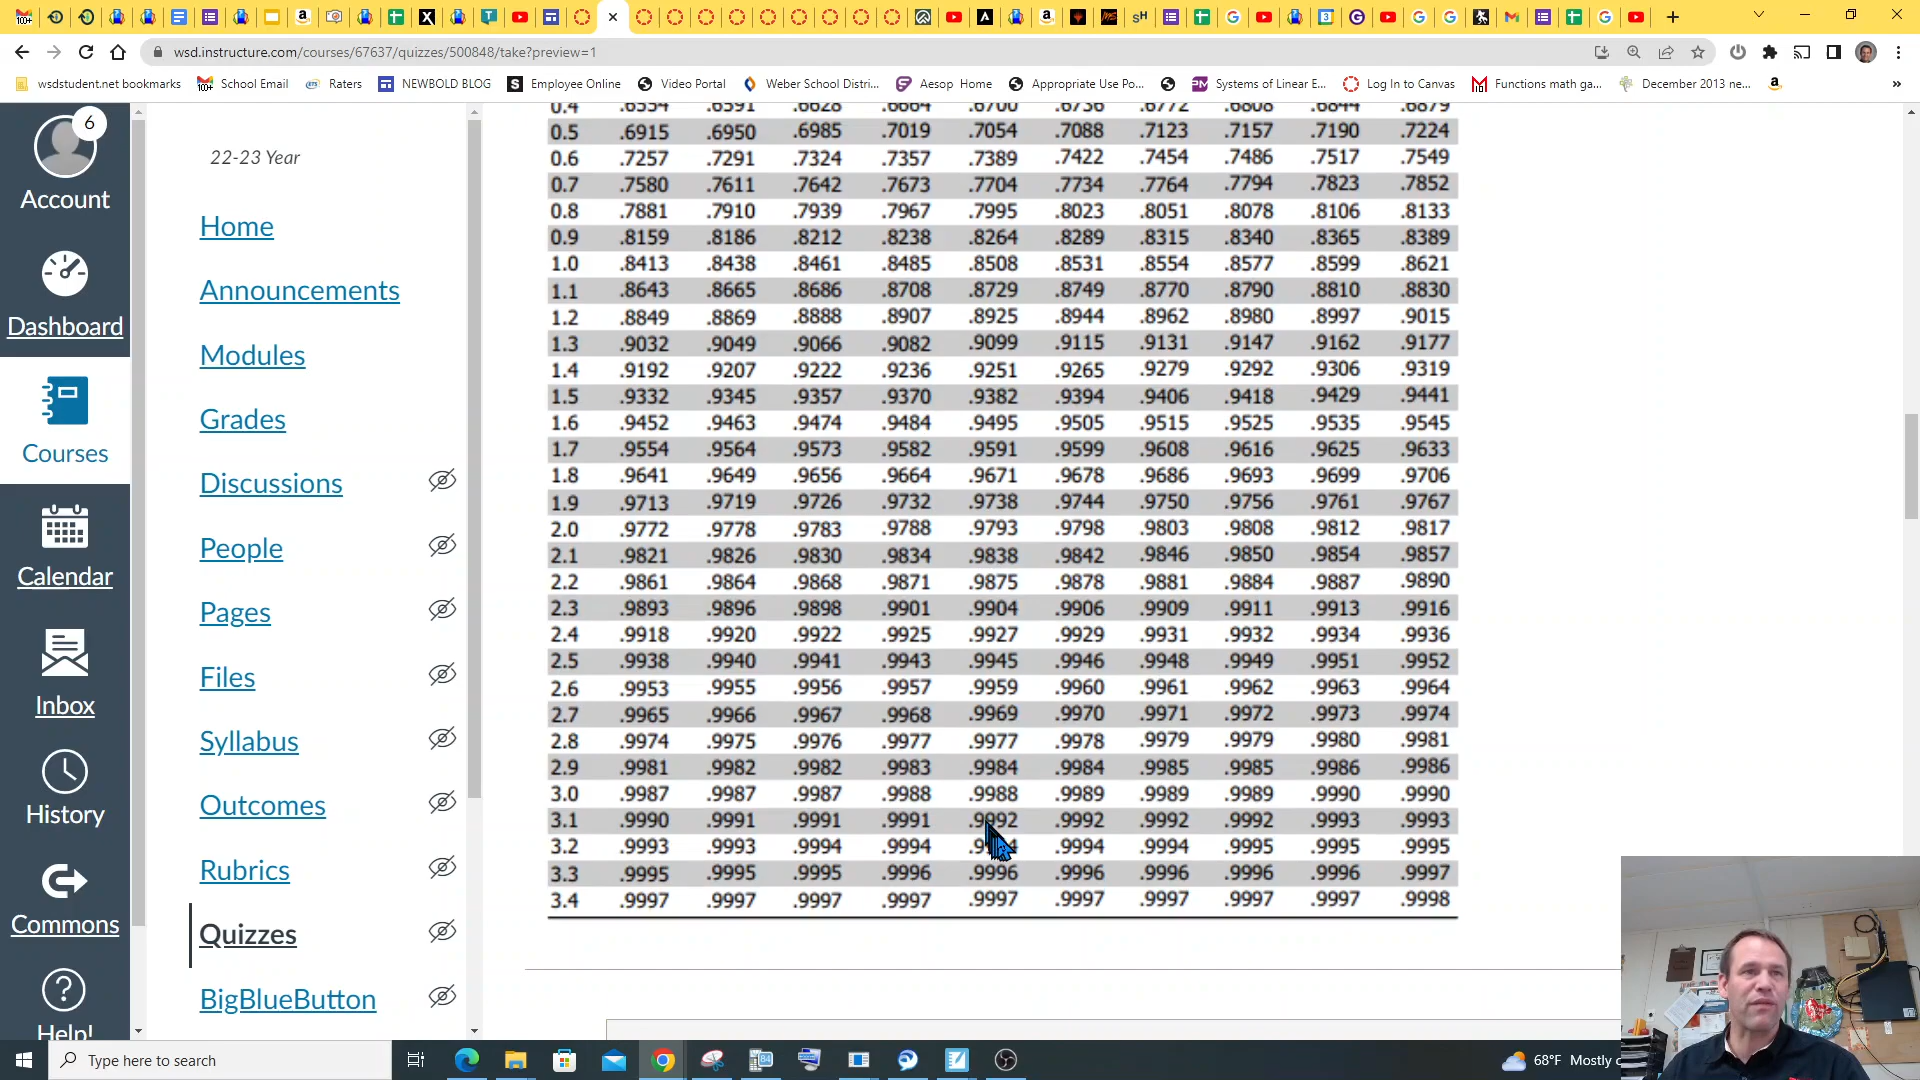 wsd.instructure.com/courses/67637/quizzes/500848/take?preview=1
wsdstudent.net bookmarks School Email Raters NEWBOLD BLOG Employee Online Video Portal Weber School Distri... Aesop Home Appropriate Use Po... Systems of Linear E... Log In to Canvas Functions math ga... December 2013 ne... »
6
Account
Dashboard
Courses
Calendar
Inbox
History
Commons
Help!
22-23 Year
Home
Announcements
Modules
Grades
Discussions
People
Pages
Files
Syllabus
Outcomes
Rubrics
Quizzes
BigBlueButton
0.4 .6554 .6591 .6628 .6664 .6700 .6736 .6772 .6808 .6844 .6879
0.5 .6915 .6950 .6985 .7019 .7054 .7088 .7123 .7157 .7190 .7224
0.6 .7257 .7291 .7324 .7357 .7389 .7422 .7454 .7486 .7517 .7549
0.7 .7580 .7611 .7642 .7673 .7704 .7734 .7764 .7794 .7823 .7852
0.8 .7881 .7910 .7939 .7967 .7995 .8023 .8051 .8078 .8106 .8133
0.9 .8159 .8186 .8212 .8238 .8264 .8289 .8315 .8340 .8365 .8389
1.0 .8413 .8438 .8461 .8485 .8508 .8531 .8554 .8577 .8599 .8621
1.1 .8643 .8665 .8686 .8708 .8729 .8749 .8770 .8790 .8810 .8830
1.2 .8849 .8869 .8888 .8907 .8925 .8944 .8962 .8980 .8997 .9015
1.3 .9032 .9049 .9066 .9082 .9099 .9115 .9131 .9147 .9162 .9177
1.4 .9192 .9207 .9222 .9236 .9251 .9265 .9279 .9292 .9306 .9319
1.5 .9332 .9345 .9357 .9370 .9382 .9394 .9406 .9418 .9429 .9441
1.6 .9452 .9463 .9474 .9484 .9495 .9505 .9515 .9525 .9535 .9545
1.7 .9554 .9564 .9573 .9582 .9591 .9599 .9608 .9616 .9625 .9633
1.8 .9641 .9649 .9656 .9664 .9671 .9678 .9686 .9693 .9699 .9706
1.9 .9713 .9719 .9726 .9732 .9738 .9744 .9750 .9756 .9761 .9767
2.0 .9772 .9778 .9783 .9788 .9793 .9798 .9803 .9808 .9812 .9817
2.1 .9821 .9826 .9830 .9834 .9838 .9842 .9846 .9850 .9854 .9857
2.2 .9861 .9864 .9868 .9871 .9875 .9878 .9881 .9884 .9887 .9890
2.3 .9893 .9896 .9898 .9901 .9904 .9906 .9909 .9911 .9913 .9916
2.4 .9918 .9920 .9922 .9925 .9927 .9929 .9931 .9932 .9934 .9936
2.5 .9938 .9940 .9941 .9943 .9945 .9946 .9948 .9949 .9951 .9952
2.6 .9953 .9955 .9956 .9957 .9959 .9960 .9961 .9962 .9963 .9964
2.7 .9965 .9966 .9967 .9968 .9969 .9970 .9971 .9972 .9973 .9974
2.8 .9974 .9975 .9976 .9977 .9977 .9978 .9979 .9979 .9980 .9981
2.9 .9981 .9982 .9982 .9983 .9984 .9984 .9985 .9985 .9986 .9986
3.0 .9987 .9987 .9987 .9988 .9988 .9989 .9989 .9989 .9990 .9990
3.1 .9990 .9991 .9991 .9991 .9992 .9992 .9992 .9992 .9993 .9993
3.2 .9993 .9993 .9994 .9994 .9994 .9994 .9995 .9995 .9995
3.3 .9995 .9995 .9995 .9996 .9996 .9996 .9996 .9996 .9996 .9997
3.4 .9997 .9997 .9997 .9997 .9997 .9997 .9997 .9997 .9997 .9998
Type here to search
68°F Mostly